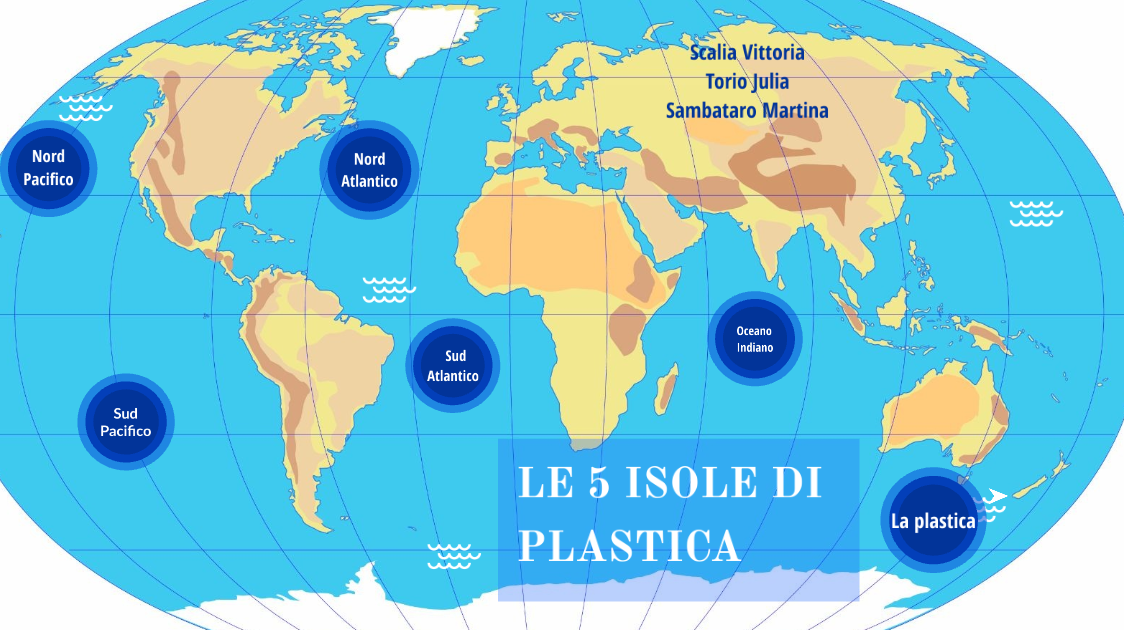 Scalia Vittoria
Torio Julia
Sambataro Martina
Nord
Pacifico
Nord
Atlantico
Oceano
Indiano
Sud
Atlantico
Sud
Pacifico
LE 5 ISOLE DI
PLASTICA
La plastica